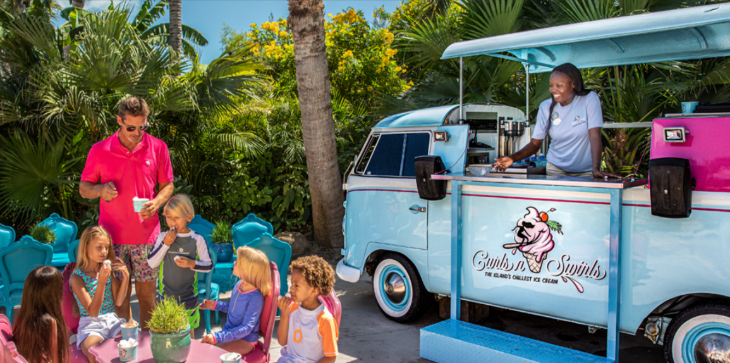 Curls n' Swirls
THE ISLAND'S CHILLEST ICE CREAM